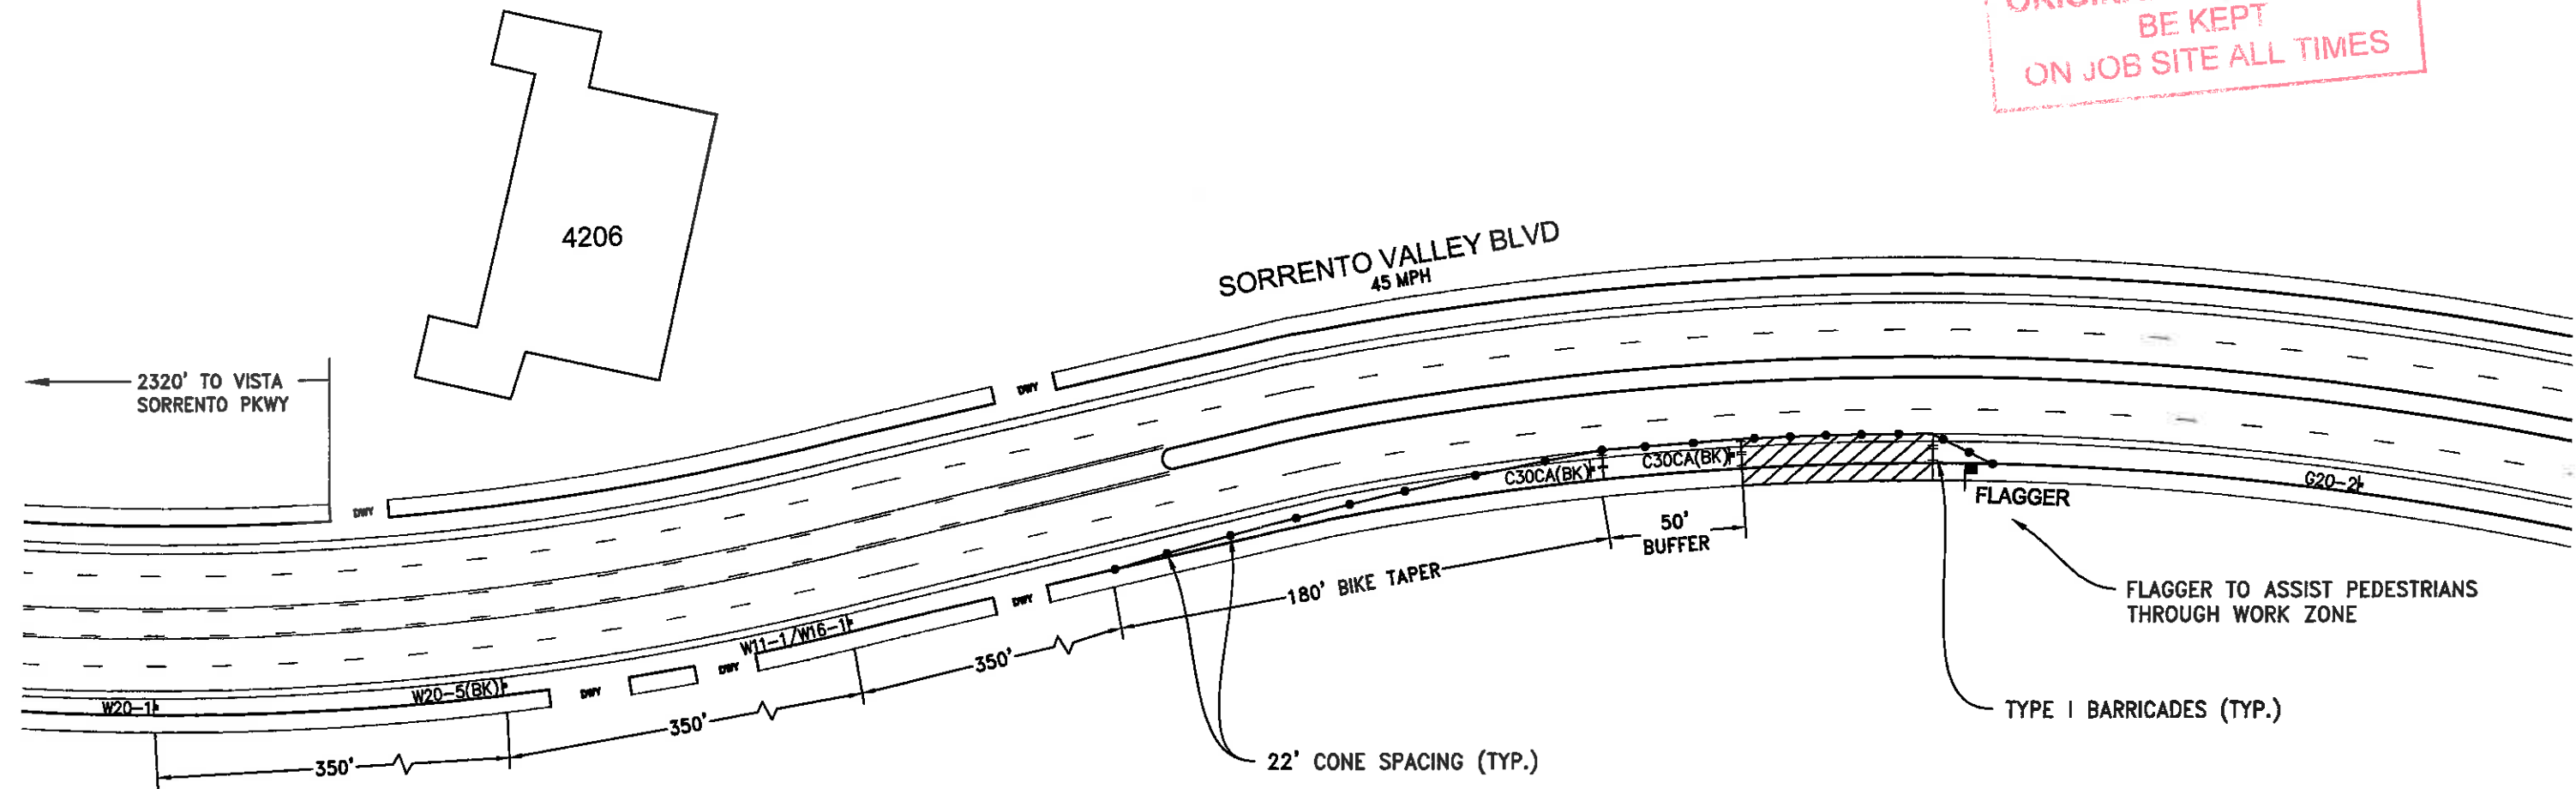 BE KEPT
ON JOB SITE ALL TIMES
4206
SORRENTO VALLEY BLVD
45 MPH
2320' TO VISTA
SORRENTO PKWY
DWY
DWY
C30CA(BK)
C30CA(BK)
FLAGGER
G20-2
50'
BUFFER
180' BIKE TAPER
FLAGGER TO ASSIST PEDESTRIANS
THROUGH WORK ZONE
DWY
W11-1/W16-1
350'
DWY
DWY
W20-5(BK)
W20-1
350'
350'
TYPE I BARRICADES (TYP.)
22' CONE SPACING (TYP.)